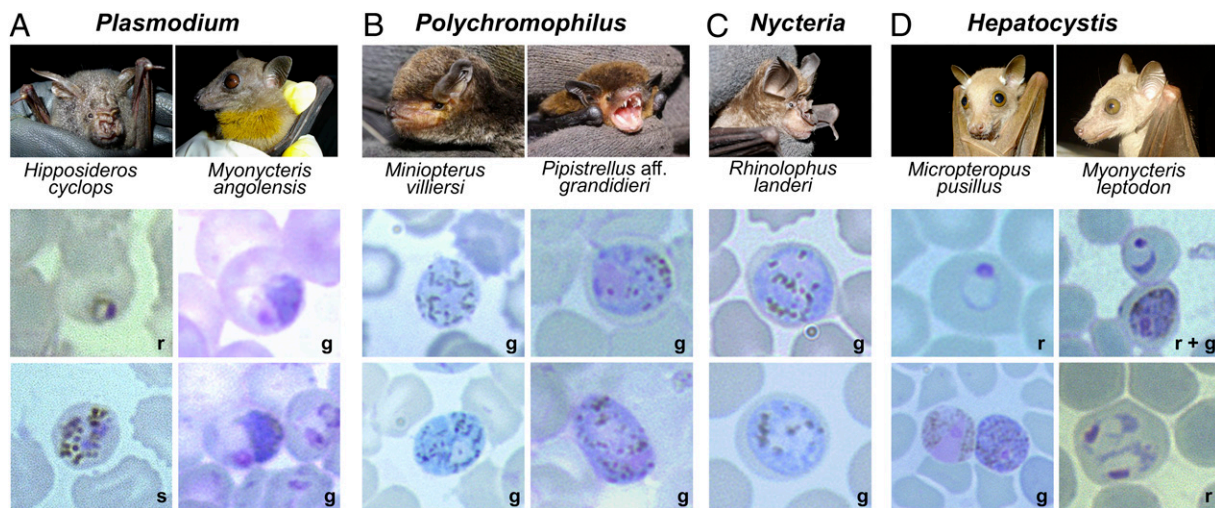 A Plasmodium
B Polychromophilus
C Nycteria
D Hepatocystis
Hipposideros
cyclops
Myonycteris
angolensis
Miniopterus
villiersi
Pipistrellus aff.
grandidieri
Rhinolophus
landeri
Micropteropus
pusillus
Myonycteris
leptodon
r
g
g
g
g
r
r + g
s
g
g
g
g
g
r